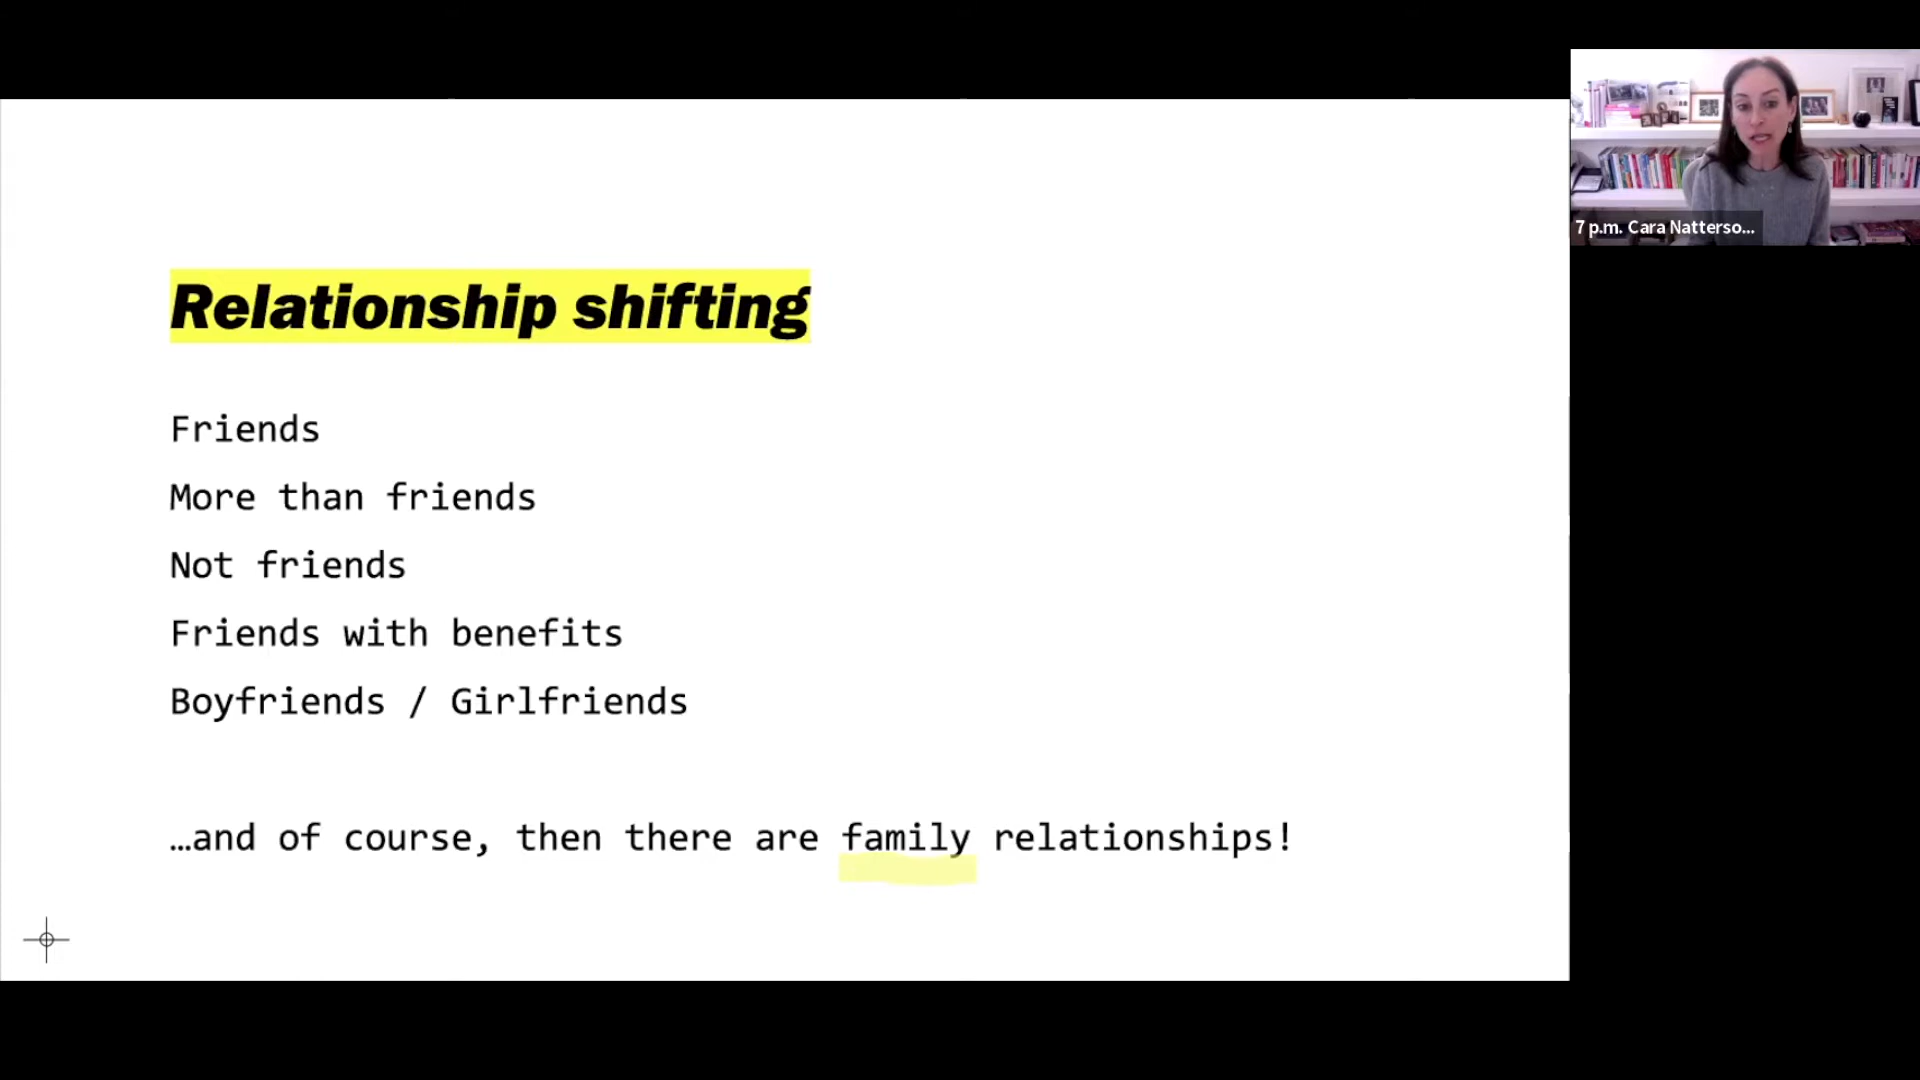 7 p.m. Cara Natterso...
Relationship shifting
Friends
More than friends
Not friends
Friends with benefits
Boyfriends / Girlfriends
…and of course, then there are family relationships!